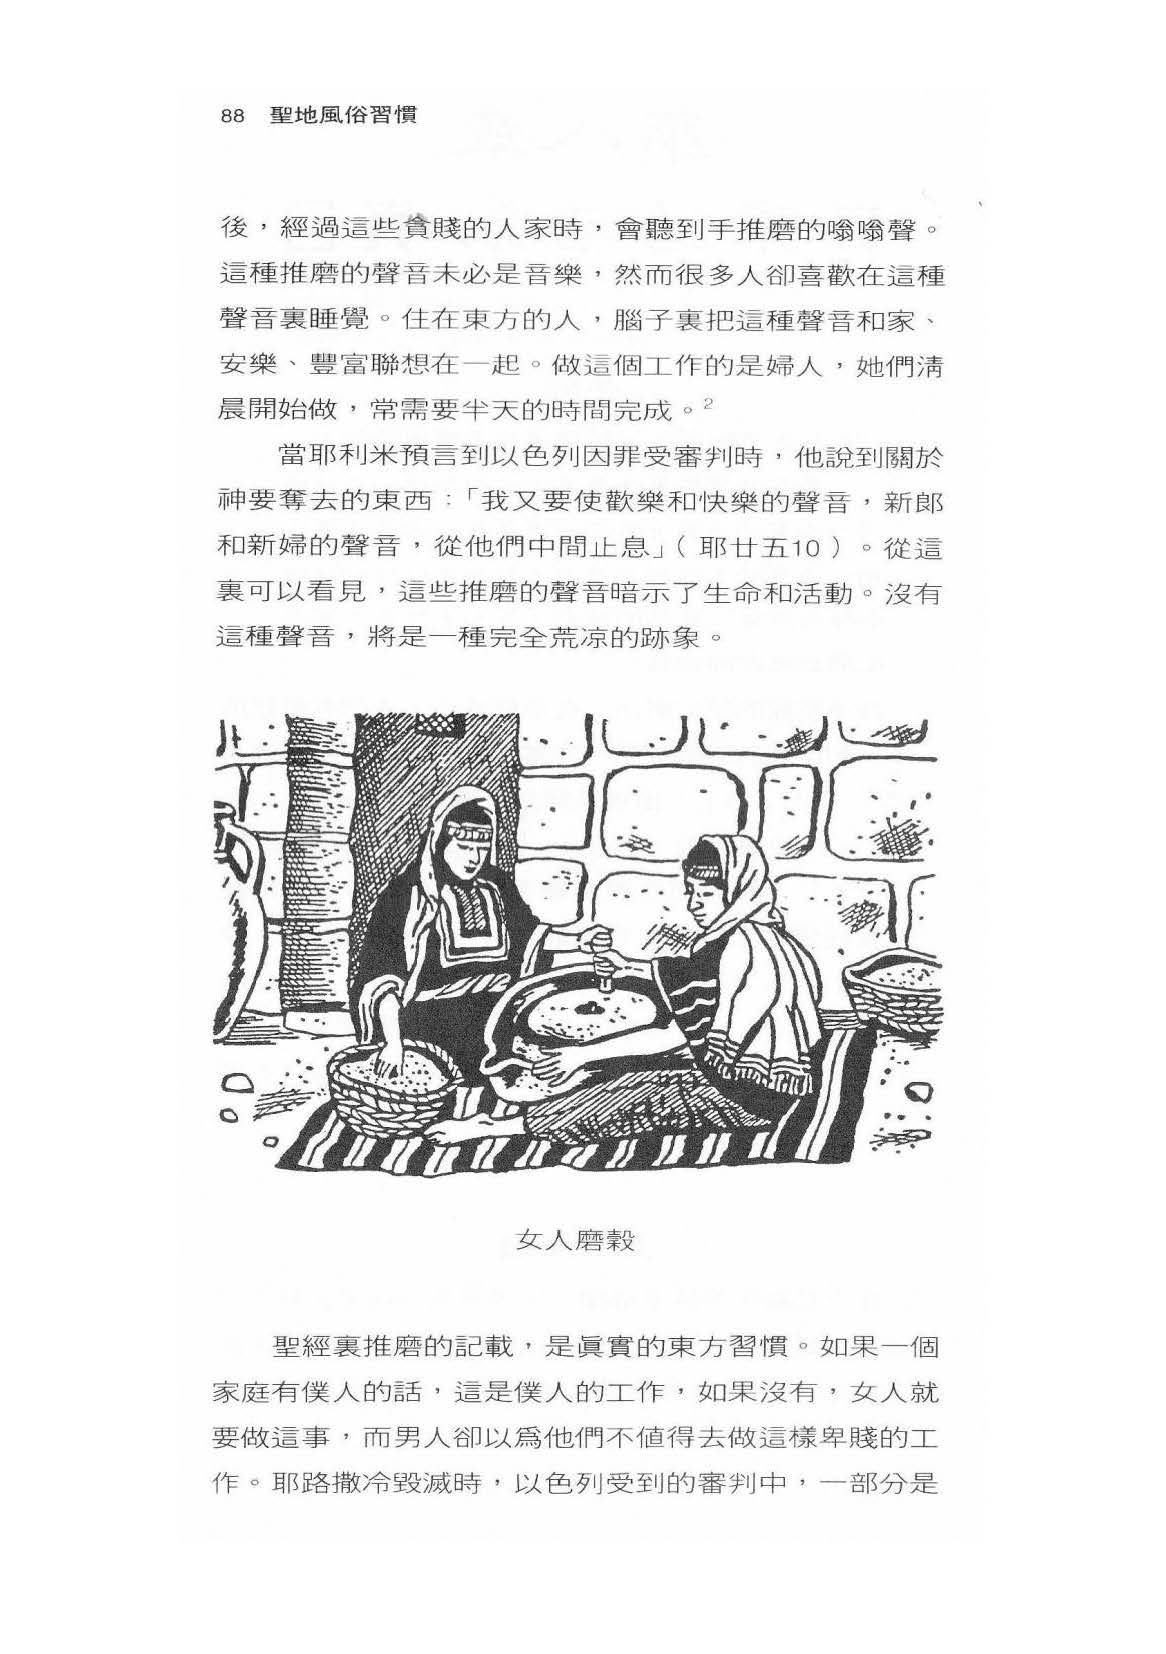 88 聖地風俗習慣
後，經過這些貧賤的人家時，會聽到手推磨的嗡嗡聲。
這種推磨的聲音未必是音樂，然而很多人卻喜歡在這種
聲音裏睡覺。住在東方的人，腦子裏把這種聲音和家、
安樂、豐富聯想在一起。做這個工作的是婦人，她們淸
晨開始做，常需要半天的時間完成。2
當耶利米預言到以色列因罪受審判時，他說到關於
神要奪去的東西：「我又要使歡樂和快樂的聲音，新郎
和新婦的聲音，從他們中間止息」（耶廿五10）。從這
裏可以看見，這些推磨的聲音暗示了生命和活動。沒有
這種聲音，將是一種完全荒凉的跡象。
女人磨穀
聖經裏推磨的記載，是眞實的東方習慣。如果一個
家庭有僕人的話，這是僕人的工作，如果沒有，女人就
要做這事，而男人卻以爲他們不値得去做這樣卑賤的工
作。耶路撒冷毀滅時，以色列受到的審判中，一部分是